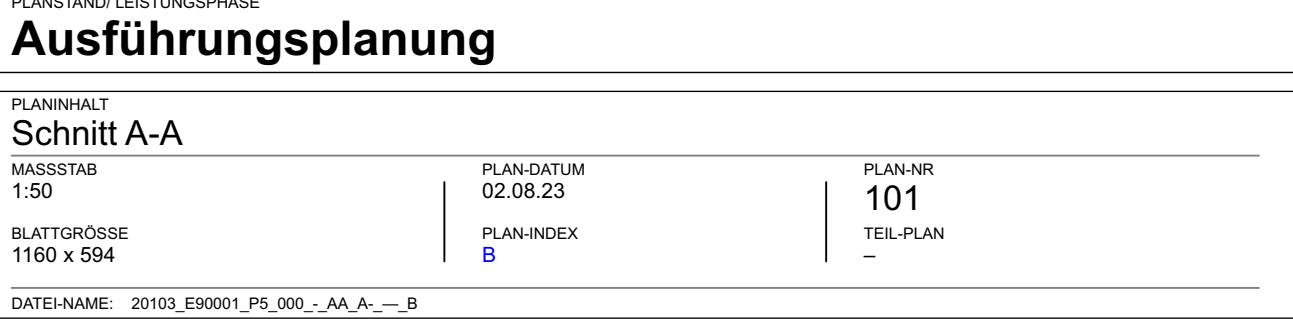 PLANSTAND/ LEISTUNGSPHASE
Ausführungsplanung
PLANINHALT
Schnitt A-A
MASSSTAB
1:50
PLAN-DATUM
02.08.23
PLAN-NR
101
BLATTGRÖSSE
1160 x 594
PLAN-INDEX
B
TEIL-PLAN
–
DATEI-NAME: 20103_E90001_P5_000_-_AA_A-_—_B